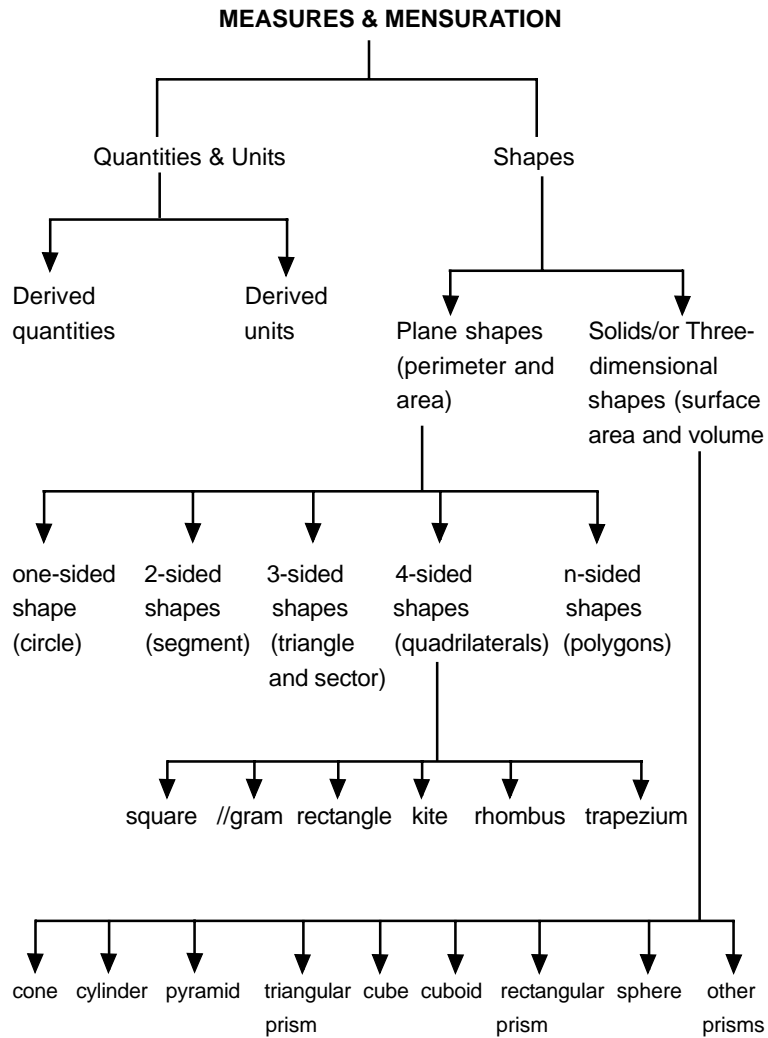 MEASURES & MENSURATION
Quantities & Units
Shapes
Derived
quantities
Derived
units
Plane shapes
(perimeter and
area)
Solids/or Three-
dimensional
shapes (surface
area and volume
one-sided
shape
(circle)
2-sided
shapes
(segment)
3-sided
shapes
(triangle
and sector)
4-sided
shapes
(quadrilaterals)
n-sided
shapes
(polygons)
square
//gram
rectangle
kite
rhombus
trapezium
cone
cylinder
pyramid
triangular
prism
cube
cuboid
rectangular
prism
sphere
other
prisms